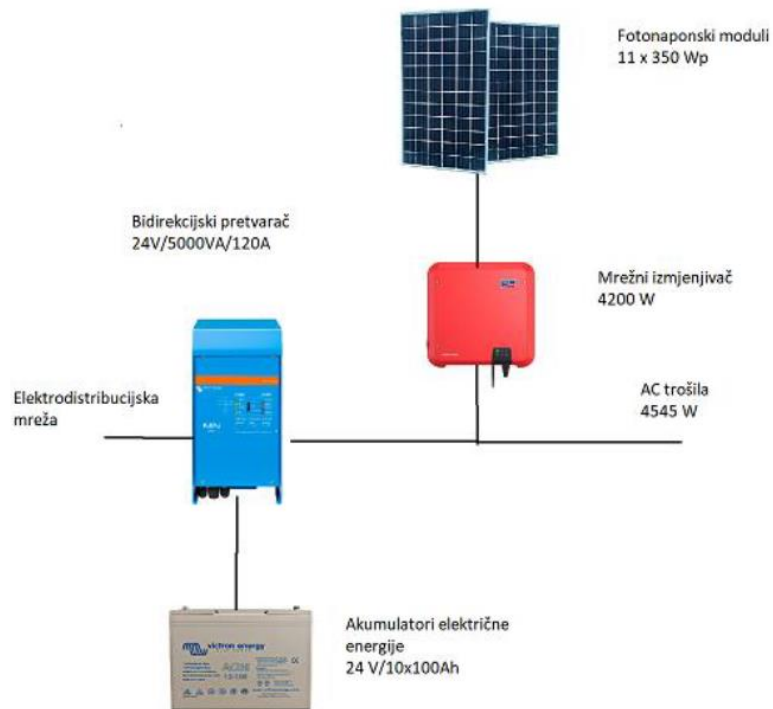 Fotonaponski moduli
11 x 350 Wp
Bidirekcijski pretvarač
24V/5000VA/120A
Mrežni izmjenjivač
4200 W
Elektrodistribucijska
mreža
AC trošila
4545 W
victron energy
Akumulatori električne
energije
24 V/10x100Ah